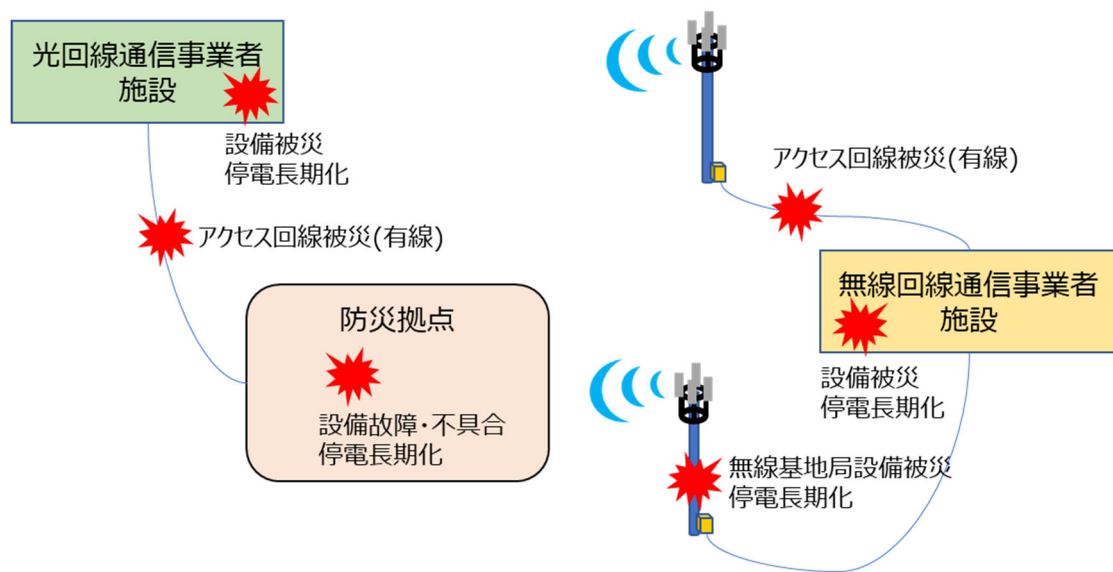 光回線通信事業者
施設
設備被災
停電長期化
アクセス回線被災(有線)
防災拠点
設備故障・不具合
停電長期化
アクセス回線被災(有線)
無線回線通信事業者
施設
設備被災
停電長期化
無線基地局設備被災
停電長期化